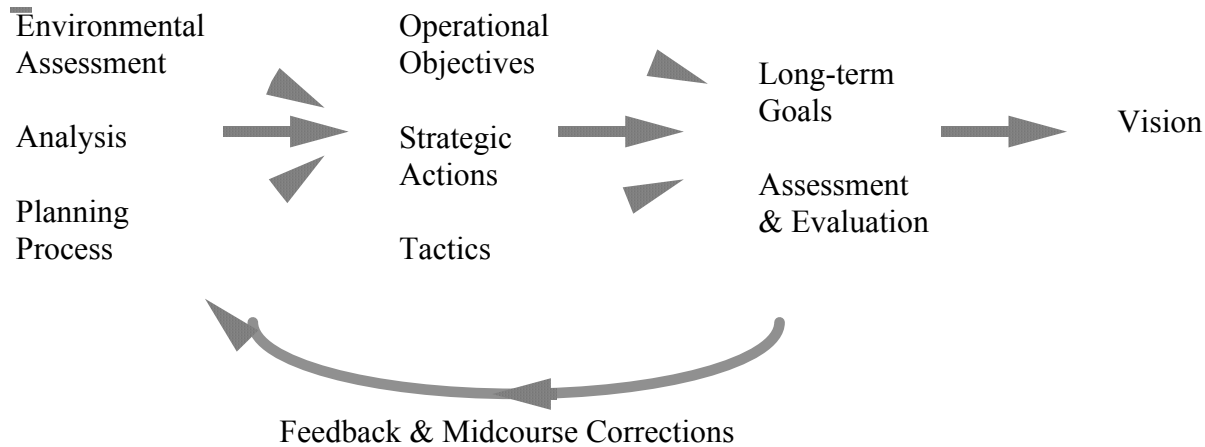 Environmental
Assessment
Analysis
Planning
Process
Operational
Objectives
Strategic
Actions
Tactics
Long-term
Goals
Assessment
& Evaluation
Vision
Feedback & Midcourse Corrections